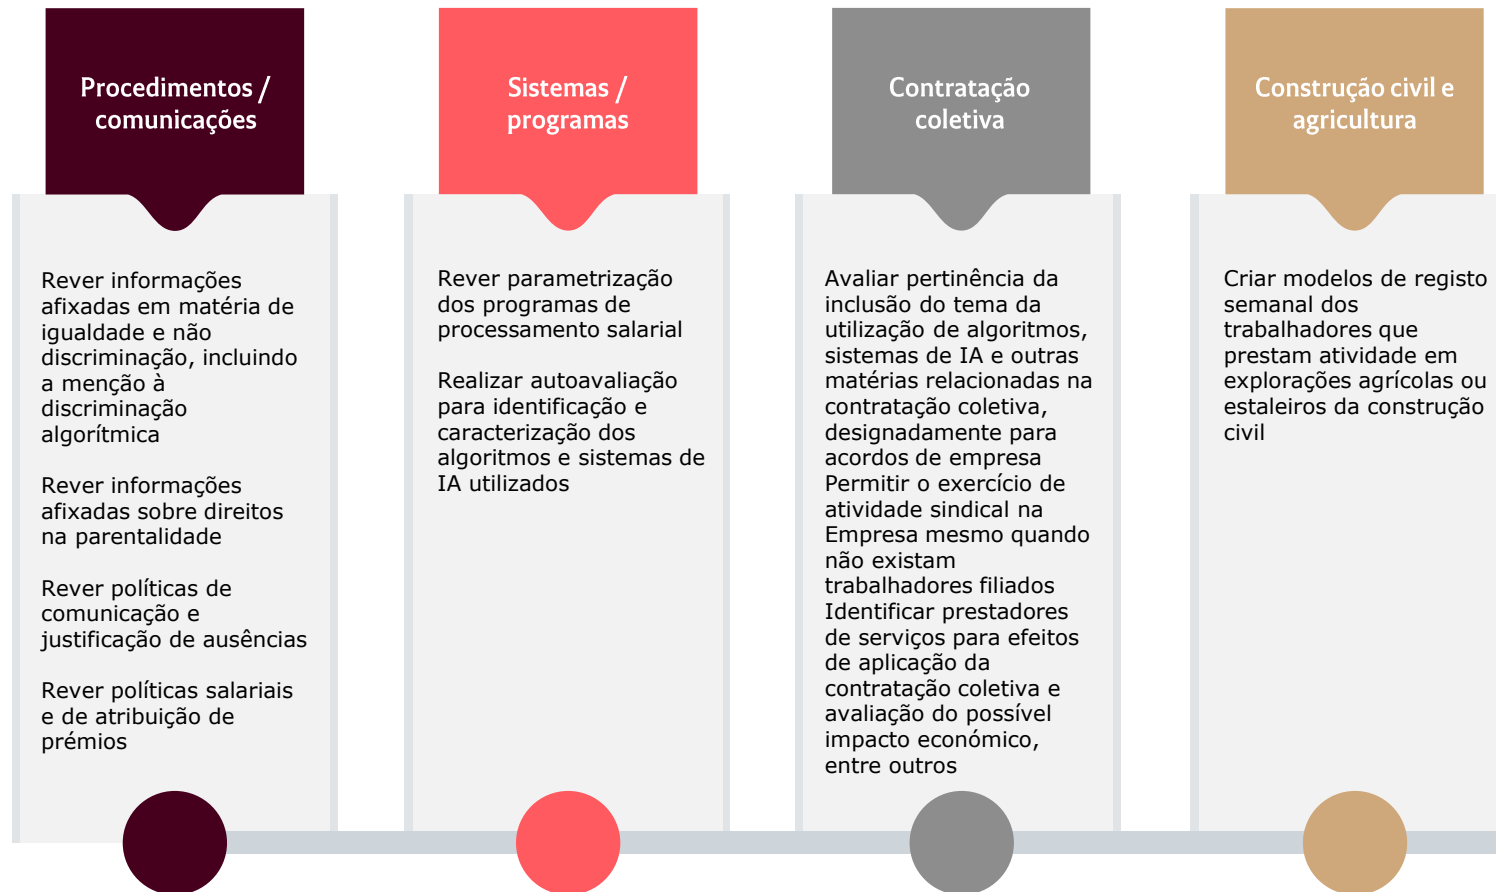 Procedimentos /
comunicações
Rever informações
afixadas em matéria de
igualdade e não
discriminação, incluindo
a menção à
discriminação
algorítmica
Rever informações
afixadas sobre direitos
na parentalidade
Rever políticas de
comunicação e
justificação de ausências
Rever políticas salariais
e de atribuição de
prémios
Sistemas /
programas
Rever parametrização
dos programas de
processamento salarial
Realizar autoavaliação
para identificação e
caracterização dos
algoritmos e sistemas de
IA utilizados
Contratação
coletiva
Avaliar pertinência da
inclusão do tema da
utilização de algoritmos,
sistemas de IA e outras
matérias relacionadas na
contratação coletiva,
designadamente para
acordos de empresa
Permitir o exercício de
atividade sindical na
Empresa mesmo quando
não existam
trabalhadores filiados
Identificar prestadores
de serviços para efeitos
de aplicação da
contratação coletiva e
avaliação do possível
impacto económico,
entre outros
Construção civil e
agricultura
Criar modelos de registo
semanal dos
trabalhadores que
prestam atividade em
explorações agrícolas ou
estaleiros da construção
civil